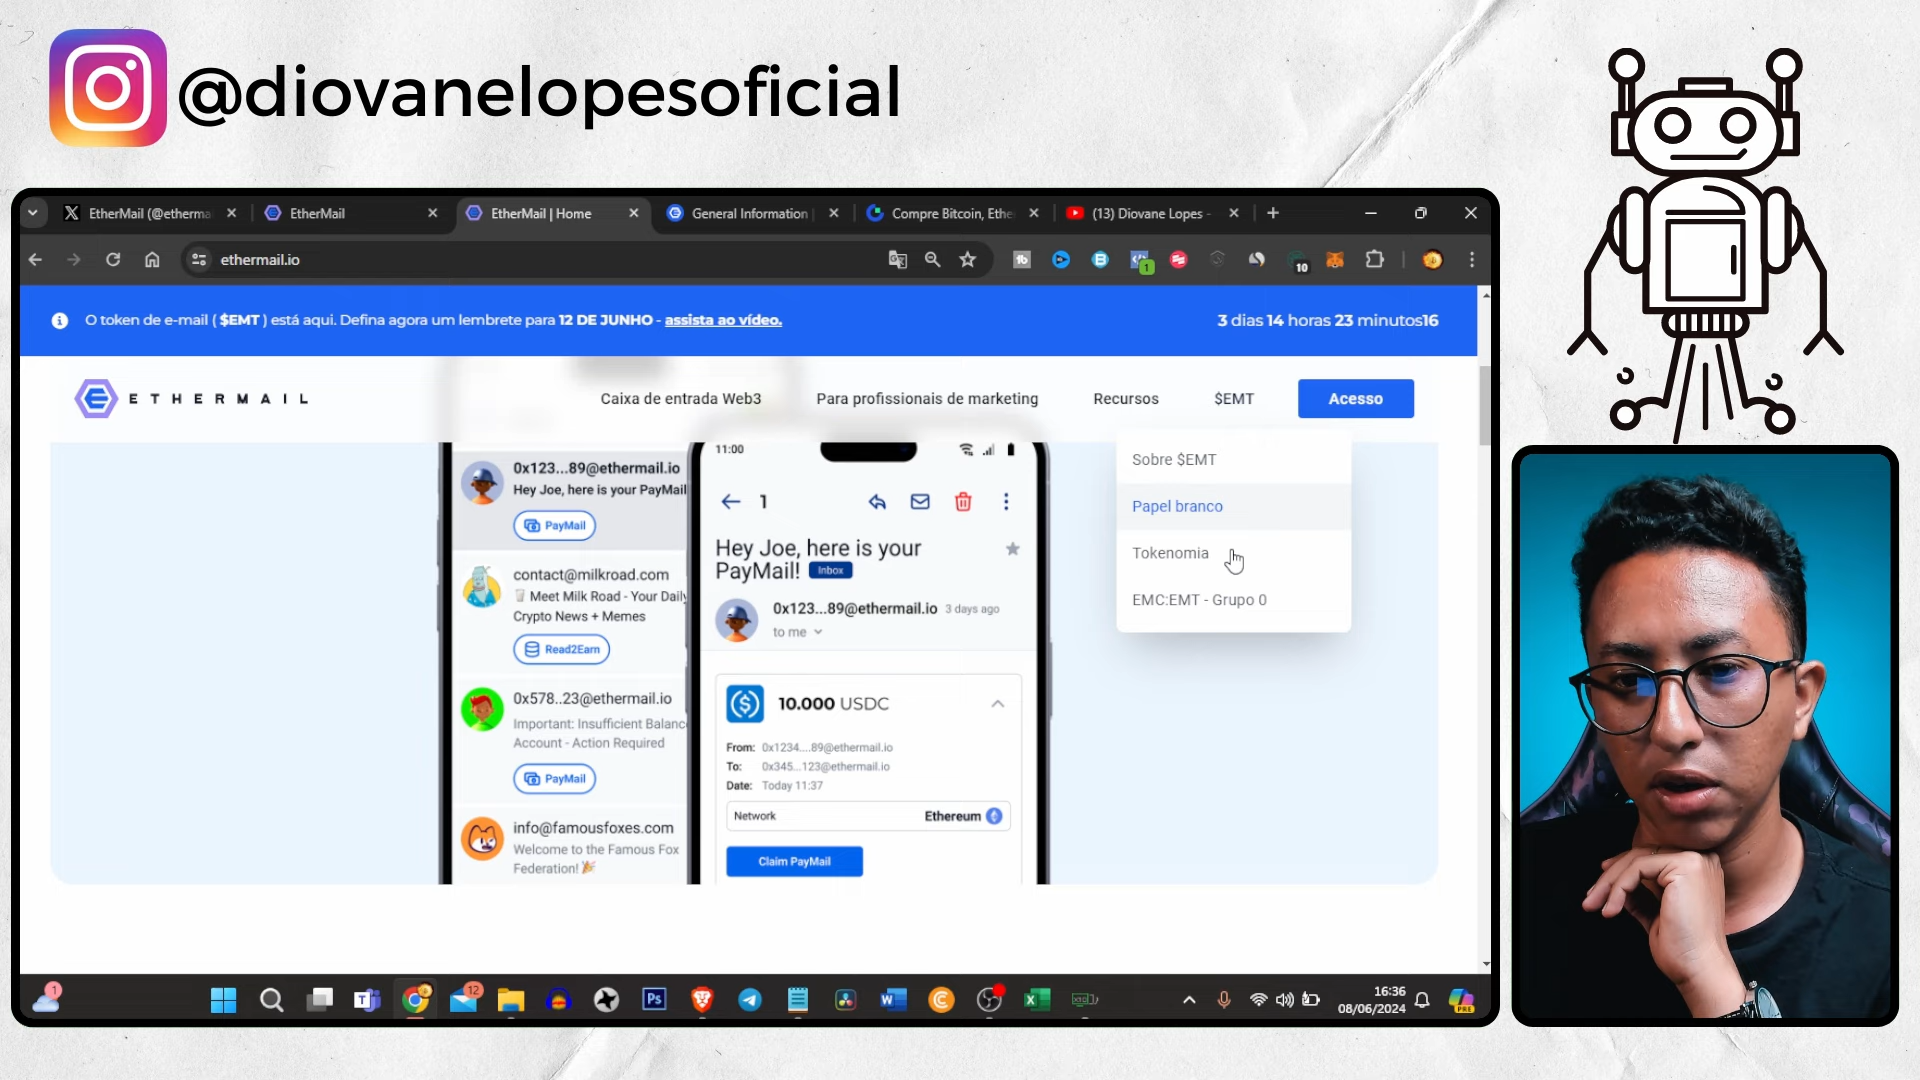 @diovanelopesoficial
EtherMail (@etherma
EtherMail
EtherMail | Home
General Information
Compre Bitcoin, Ethe
(13) Diovane Lopes -
ethermail.io
1
10
O token de e-mail ( $EMT ) está aqui. Defina agora um lembrete para 12 DE JUNHO - assista ao vídeo.
3 dias 14 horas 23 minutos16
ETHERMAIL
Caixa de entrada Web3
Para profissionais de marketing
Recursos
$EMT
Acesso
Sobre $EMT
Papel branco
Tokenomia
EMC:EMT - Grupo 0
0x123...89@ethermail.io
Hey Joe, here is your PayMail
PayMail
contact@milkroad.com
Meet Milk Road - Your Daily
Crypto News + Memes
Read2Earn
0x578..23@ethermail.io
Important: Insufficient Balanc
Account - Action Required
PayMail
info@famousfoxes.com
Welcome to the Famous Fox
Federation!
11:00
1
Hey Joe, here is your
PayMail! Inbox
0x123...89@ethermail.io 3 days ago
to me
10.000 USDC
From: 0x1234....89@ethermail.io
To: 0x345...123@ethermail.io
Date: Today 11:37
Network Ethereum
Claim PayMail
1
12
Ps
16:36
08/06/2024
PRE